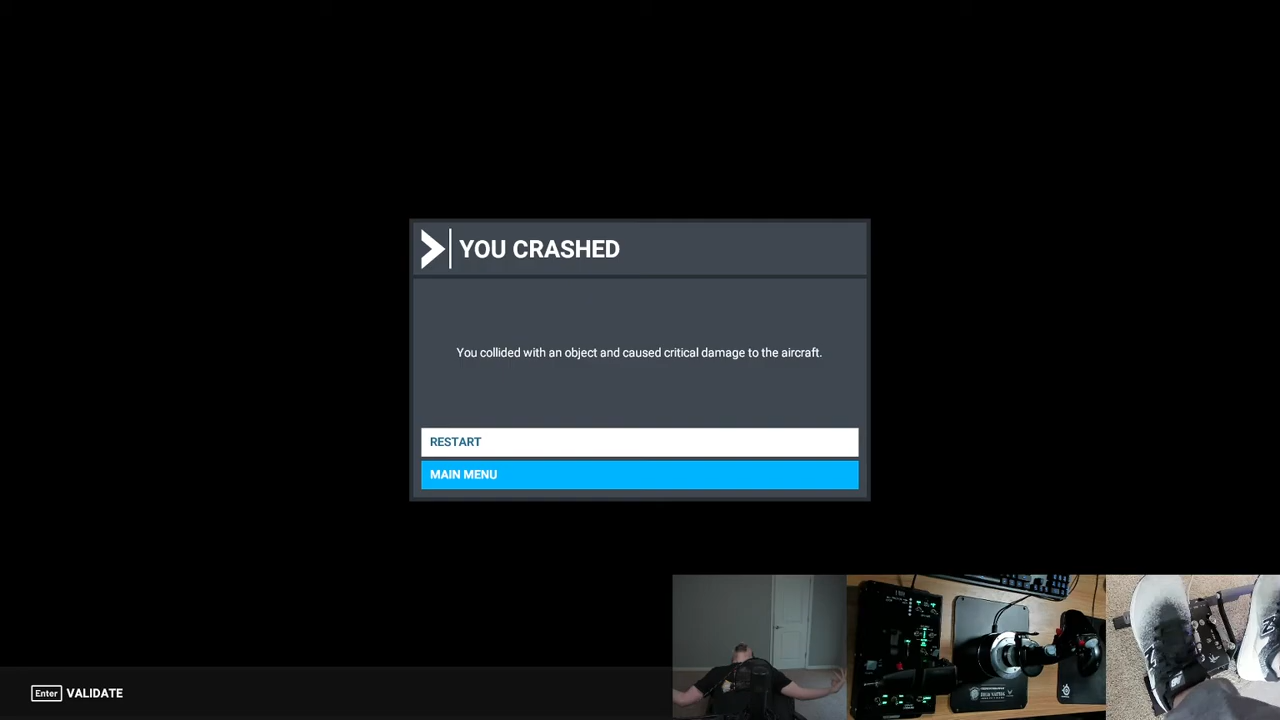 YOU CRASHED
You collided with an object and caused critical damage to the aircraft.
RESTART
MAIN MENU
Enter VALIDATE